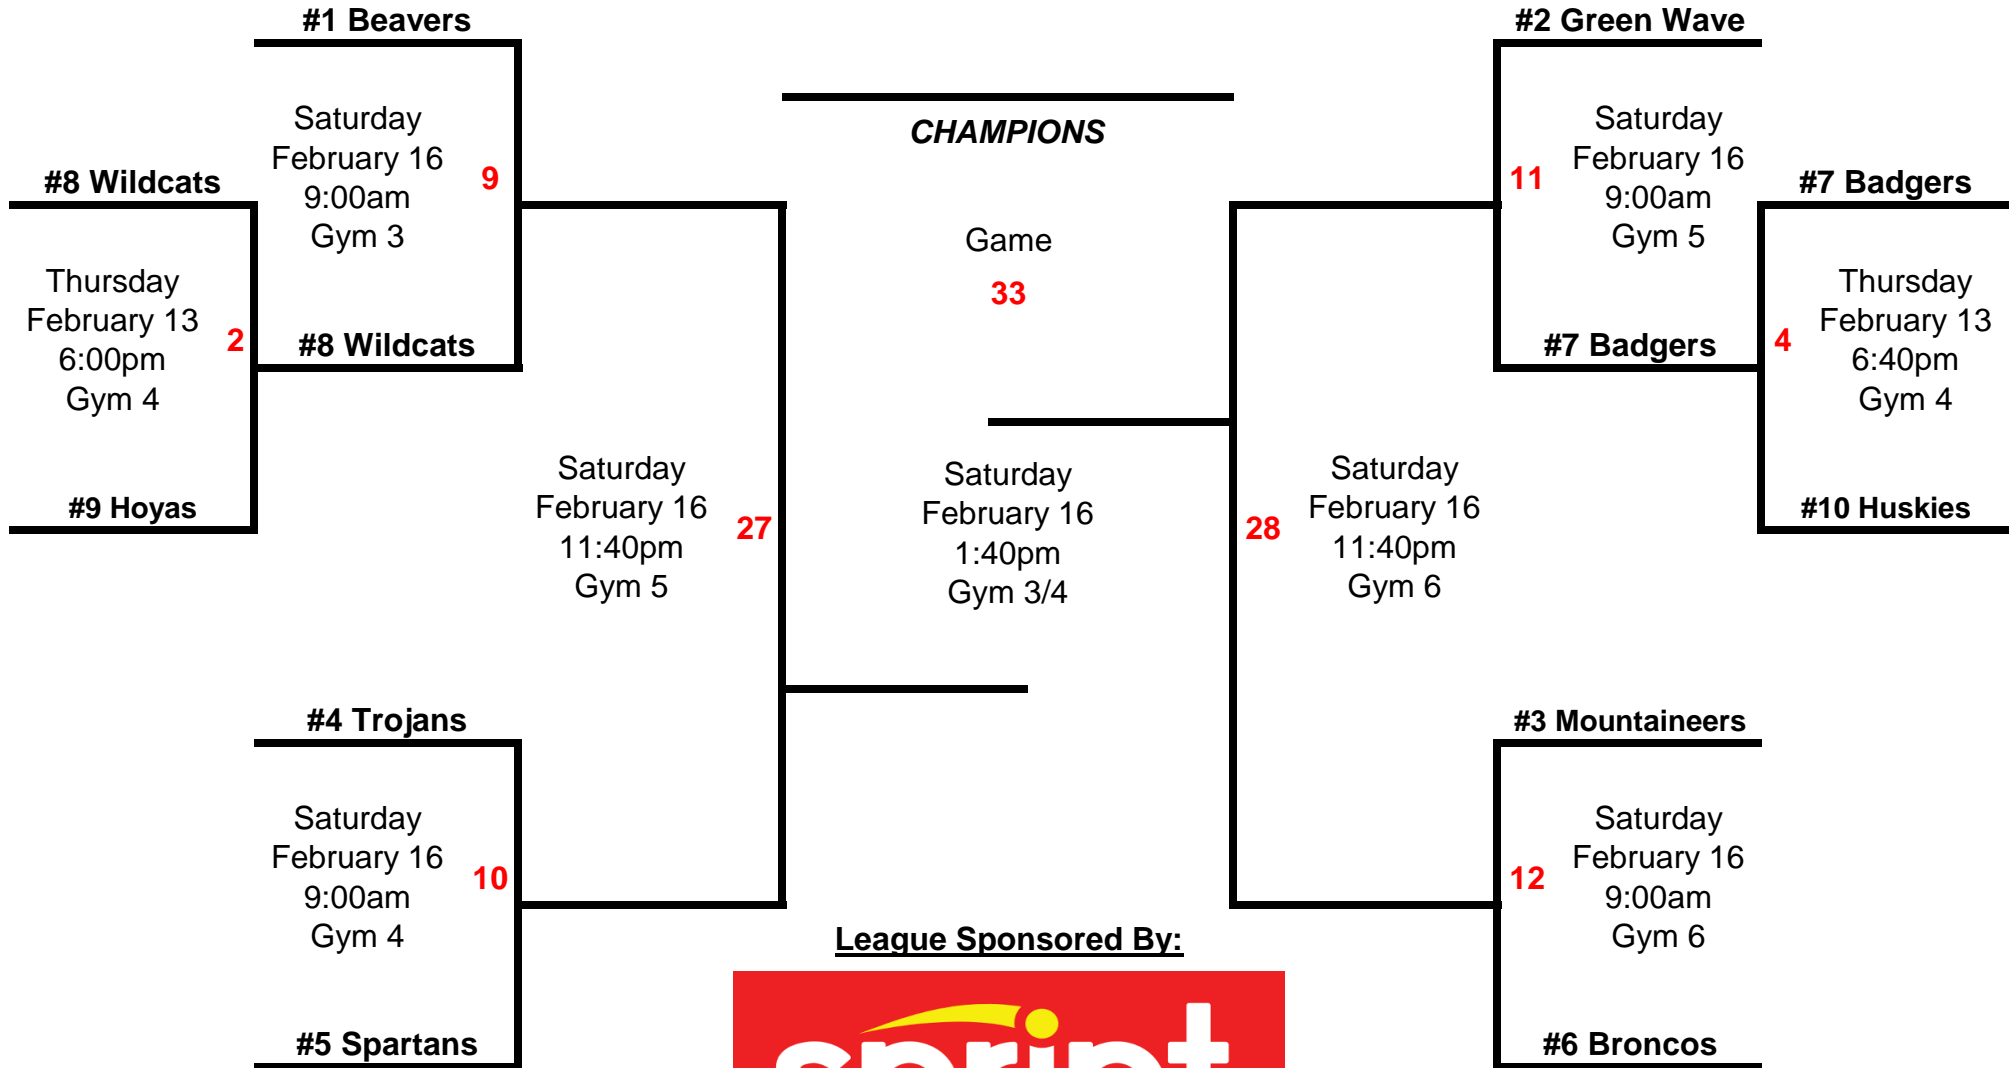 #1 Beavers
Saturday
February 16
9:00am
Gym 3
9
#8 Wildcats
Thursday
February 13
6:00pm
Gym 4
2
#8 Wildcats
#9 Hoyas
Saturday
February 16
11:40pm
Gym 5
27
#4 Trojans
Saturday
February 16
9:00am
Gym 4
10
#5 Spartans
CHAMPIONS
Game
33
Saturday
February 16
1:40pm
Gym 3/4
League Sponsored By:
sprint
#2 Green Wave
11
Saturday
February 16
9:00am
Gym 5
#7 Badgers
#7 Badgers
4
Thursday
February 13
6:40pm
Gym 4
#10 Huskies
28
Saturday
February 16
11:40pm
Gym 6
#3 Mountaineers
12
Saturday
February 16
9:00am
Gym 6
#6 Broncos